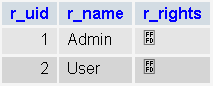 r_uid r_name r_rights
1 Admin
2 User